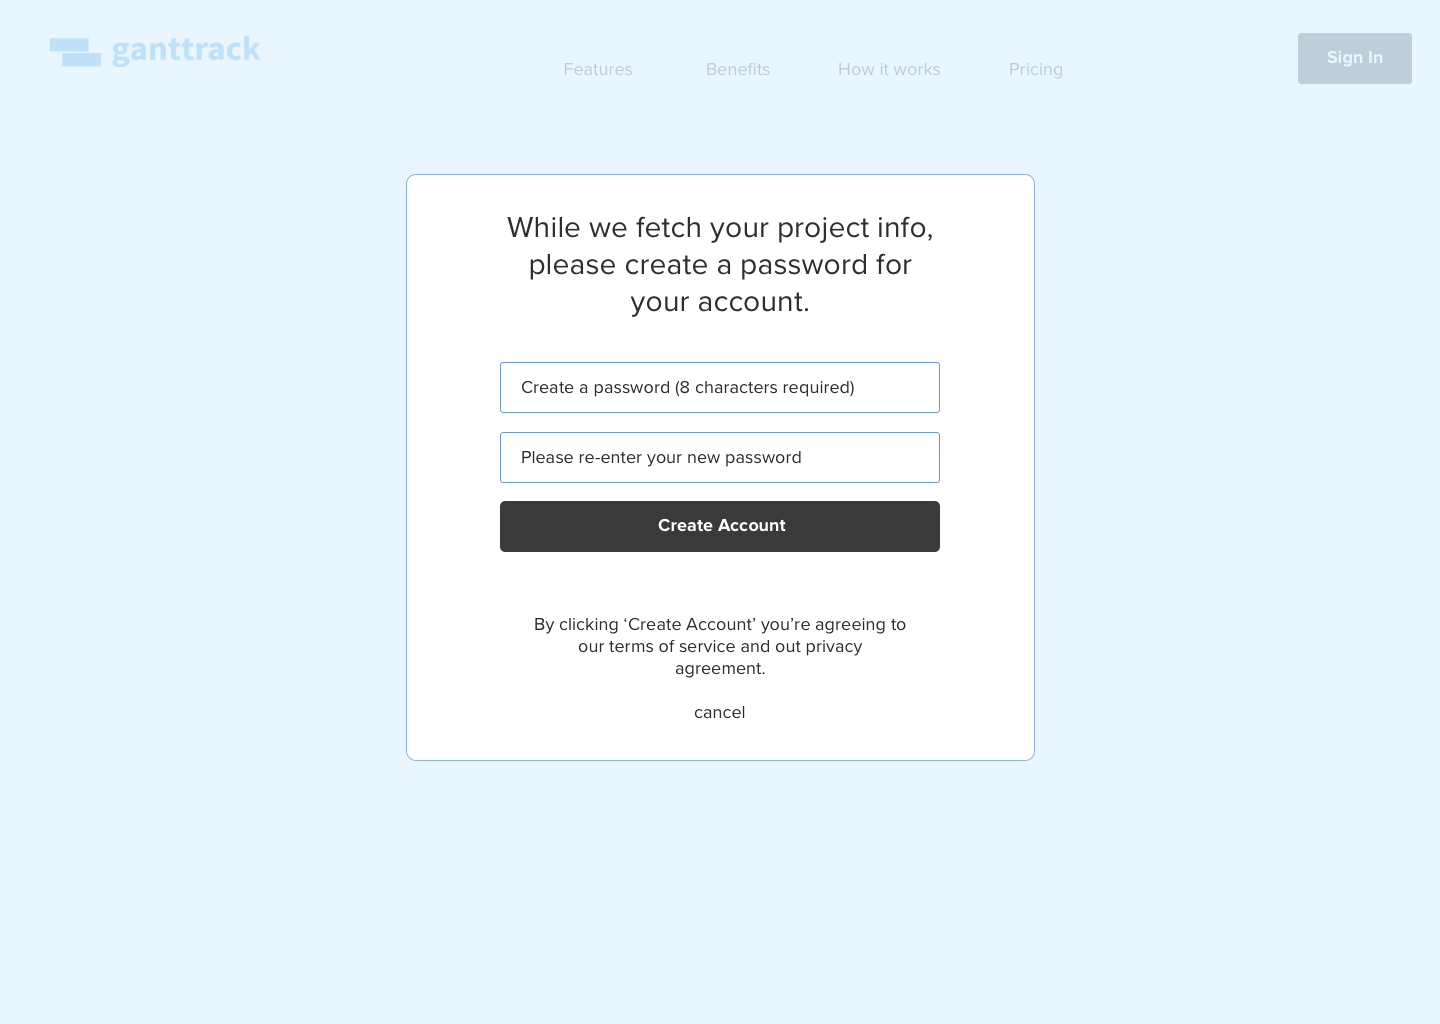 ganttrack
Features
Benefits
How it works
Pricing
Sign In
While we fetch your project info,
please create a password for
your account.
Create a password (8 characters required)
Please re-enter your new password
Create Account
By clicking ‘Create Account’ you’re agreeing to
our terms of service and out privacy
agreement.
cancel